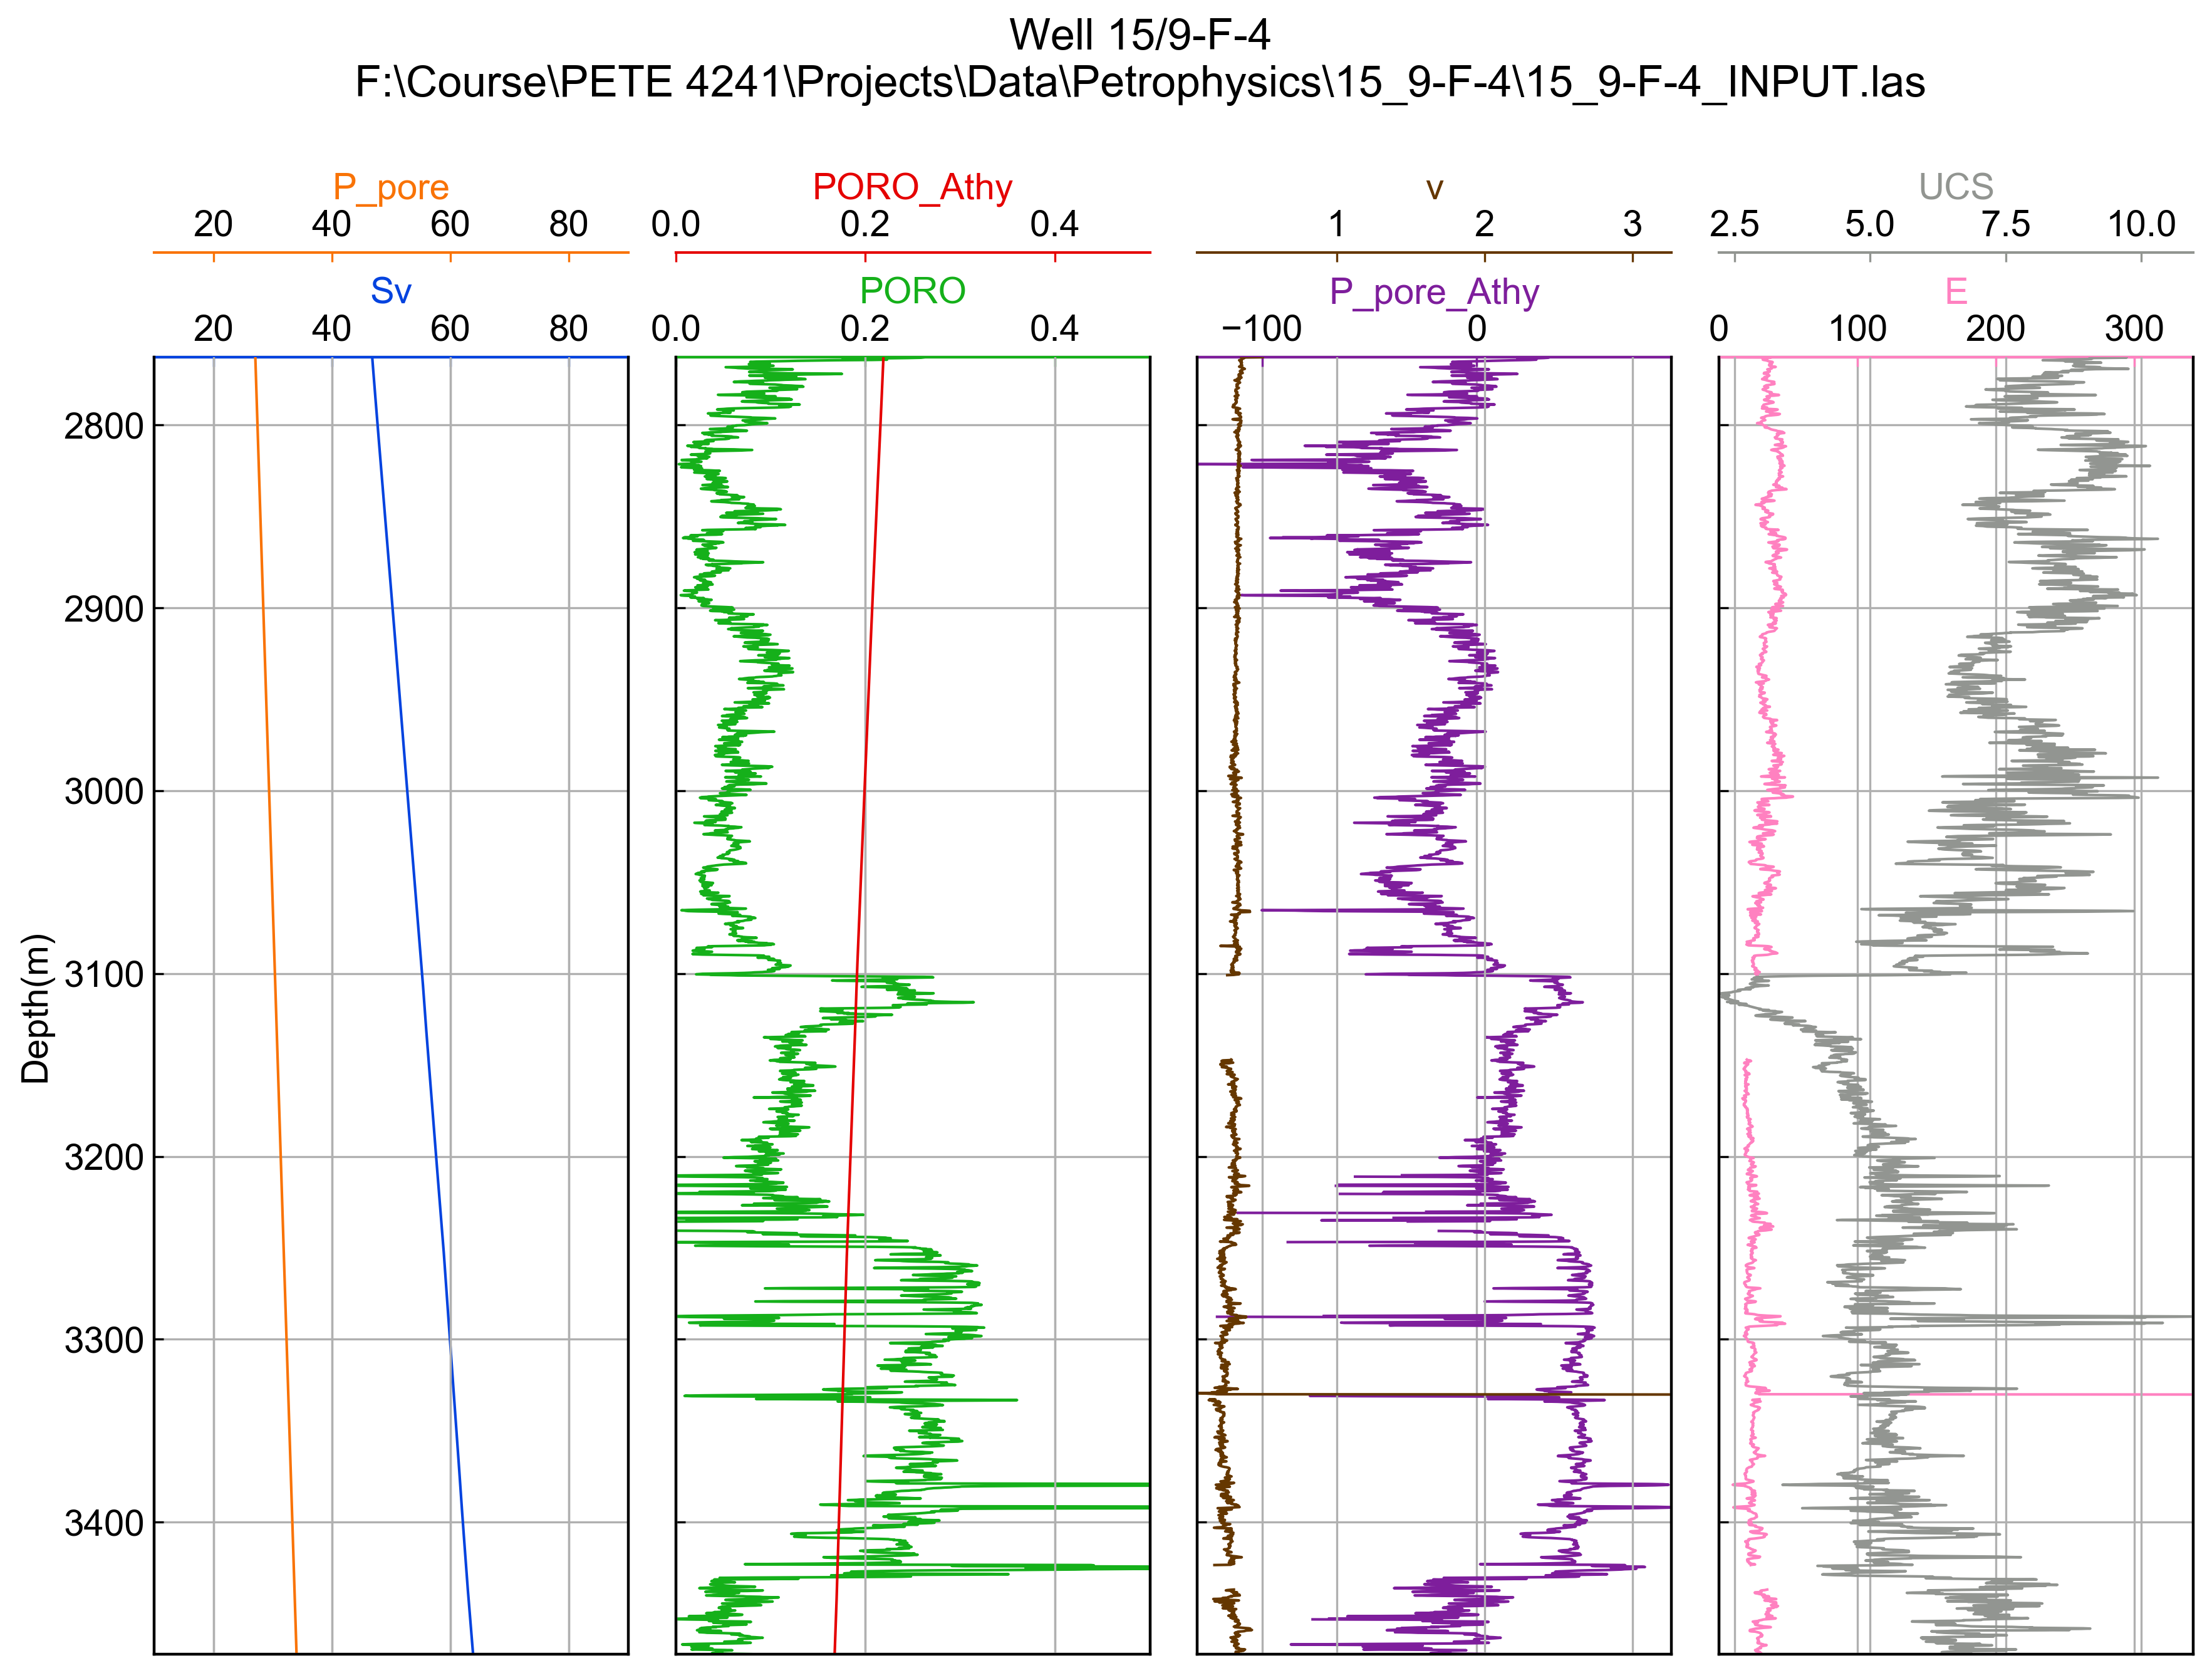 Well 15/9-F-4
F:\Course\PETE 4241\Projects\Data\Petrophysics\15_9-F-4\15_9-F-4_INPUT.las
P_pore
20 40 60 80
Sv
20 40 60 80
PORO_Athy
0.0 0.2 0.4
PORO
0.0 0.2 0.4
v
1 2 3
P_pore_Athy
−100 0
UCS
2.5 5.0 7.5 10.0
E
0 100 200 300
Depth(m)
2800
2900
3000
3100
3200
3300
3400